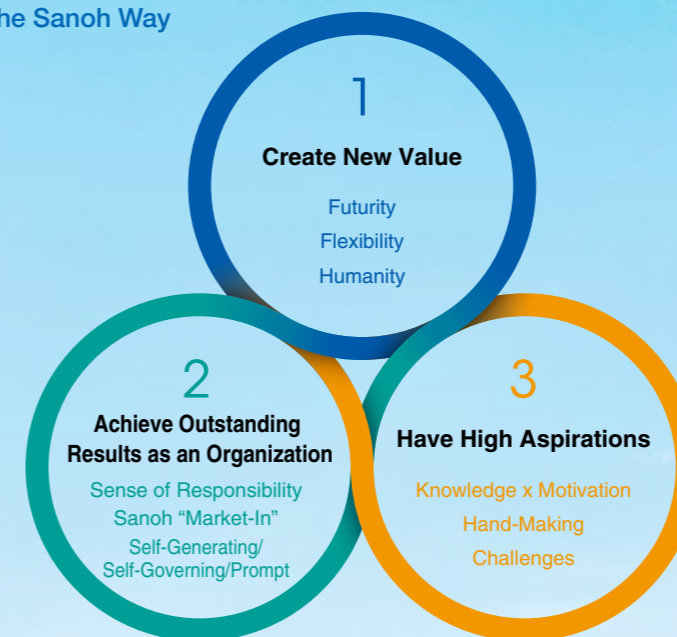 he Sanoh Way
1
Create New Value
Futurity
Flexibility
Humanity
2
Achieve Outstanding
Results as an Organization
Sense of Responsibility
Sanoh “Market-In”
Self-Generating/
Self-Governing/Prompt
3
Have High Aspirations
Knowledge x Motivation
Hand-Making
Challenges